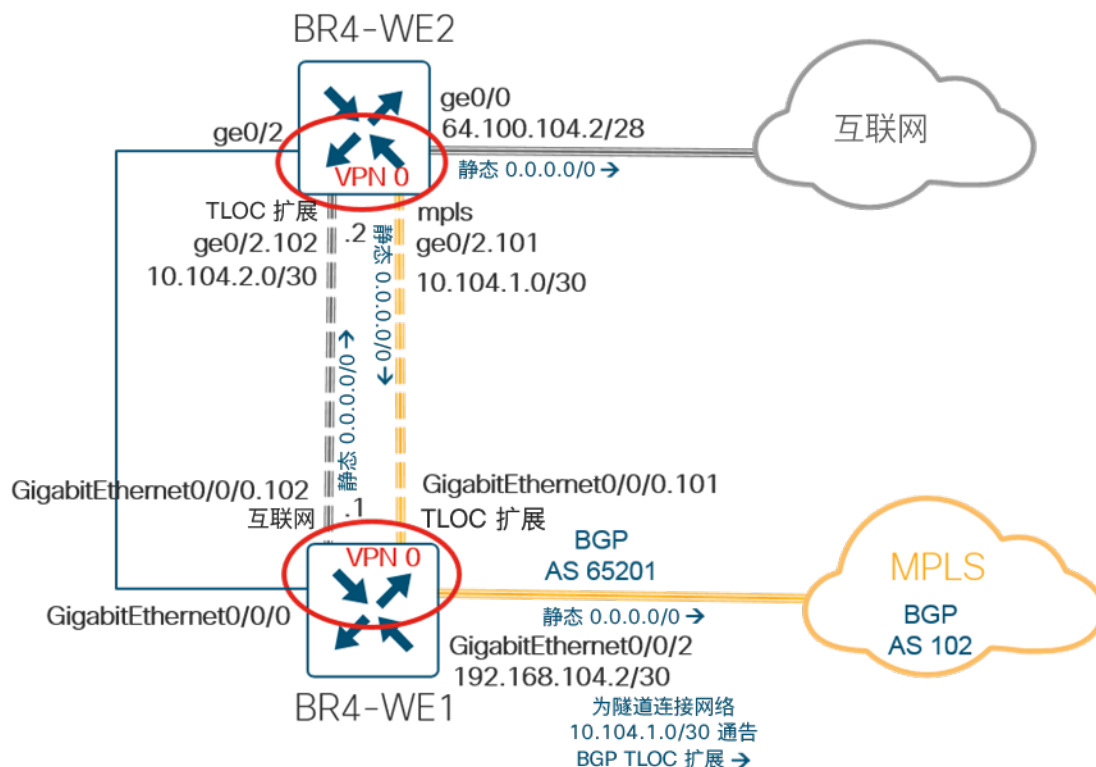 BR4-WE2
ge0/0
64.100.104.2/28
ge0/2
VPN 0
静态 0.0.0.0/0 →
互联网
TLOC 扩展
ge0/2.102
10.104.2.0/30
.2
静态 0.0.0.0/0 →
mpls
ge0/2.101
10.104.1.0/30
静态 0.0.0.0/0 →
GigabitEthernet0/0/0.102
互联网
.1
GigabitEthernet0/0/0.101
TLOC 扩展
VPN 0
BGP
AS 65201
静态 0.0.0.0/0 →
MPLS
BGP
AS 102
GigabitEthernet0/0/0
GigabitEthernet0/0/2
192.168.104.2/30
BR4-WE1
为隧道连接网络
10.104.1.0/30 通告
BGP TLOC 扩展 →